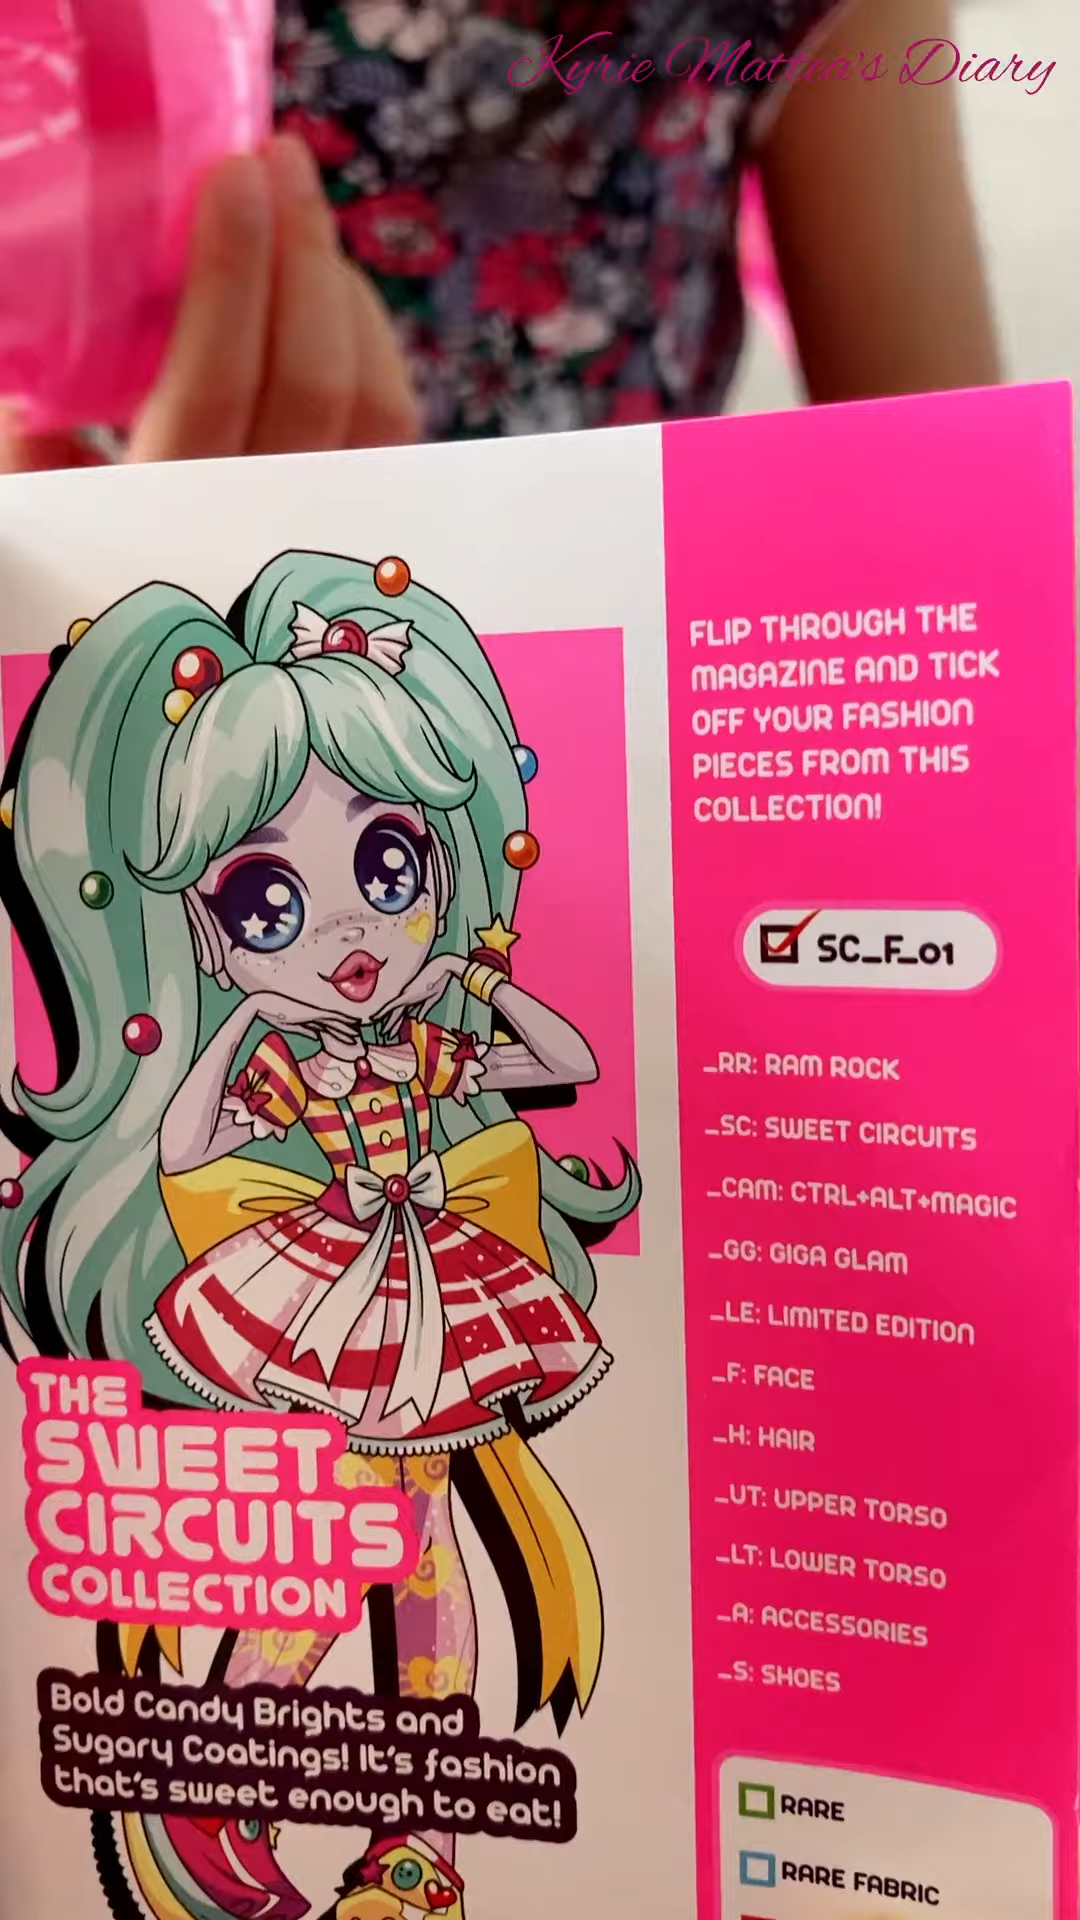 Kyrie Mattea's Diary
FLIP THROUGH THE
MAGAZINE AND TICK
OFF YOUR FASHION
PIECES FROM THIS
COLLECTION!
SC_F_01
_RR: RAM ROCK
_SC: SWEET CIRCUITS
_CAM: CTRL+ALT+MAGIC
_GG: GIGA GLAM
_LE: LIMITED EDITION
_F: FACE
_H: HAIR
_UT: UPPER TORSO
_LT: LOWER TORSO
_A: ACCESSORIES
_S: SHOES
RARE
RARE FABRIC
THE
SWEET
CIRCUITS
COLLECTION
Bold Candy Brights and
Sugary Coatings! It's fashion
that's sweet enough to eat!